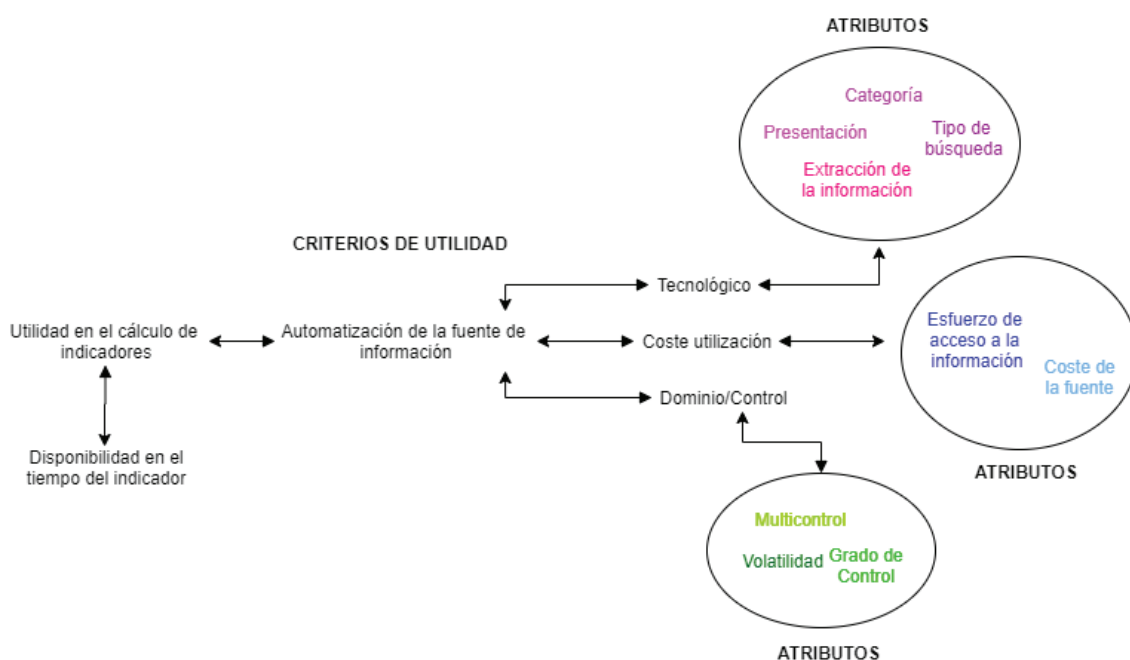 ATRIBUTOS
Categoría
Presentación
Tipo de
búsqueda
Extracción de
la información
CRITERIOS DE UTILIDAD
Tecnológico
Utilidad en el cálculo de
indicadores
Automatización de la fuente de
información
Coste utilización
Esfuerzo de
acceso a la
información
Coste de
la fuente
Dominio/Control
Disponibilidad en el
tiempo del indicador
ATRIBUTOS
Multicontrol
Volatilidad
Grado de
Control
ATRIBUTOS